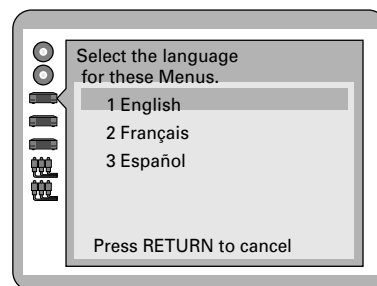 Select the language
for these Menus.
1 English
2 Français
3 Español
Press RETURN to cancel